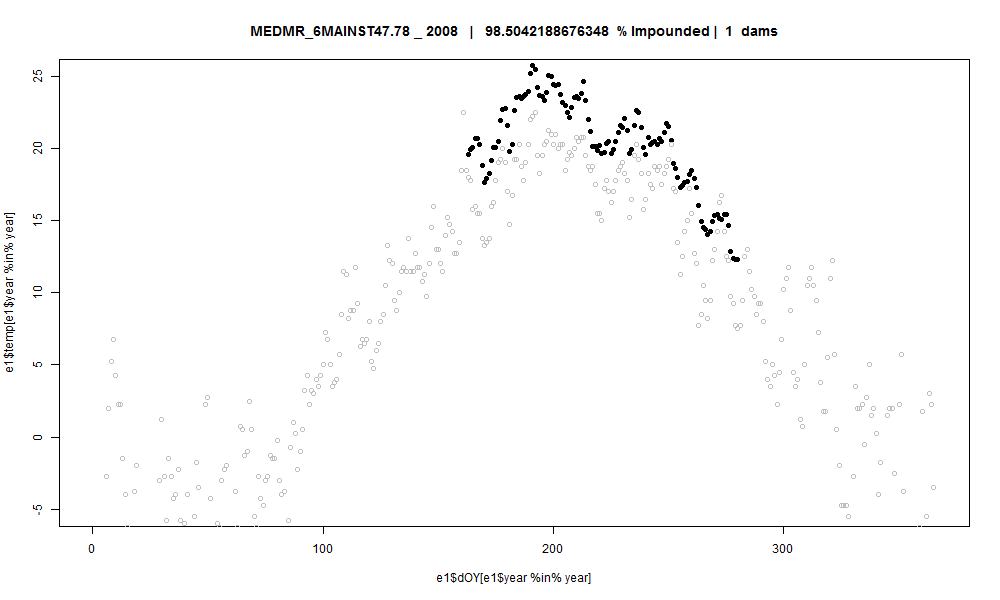 MEDMR_6MAINST47.78 _ 2008 | 98.5042188676348 % Impounded | 1 dams
e1$temp[e1$year %in% year]
25
20
15
10
5
0
-5
0 100 200 300
e1$dOY[e1$year %in% year]